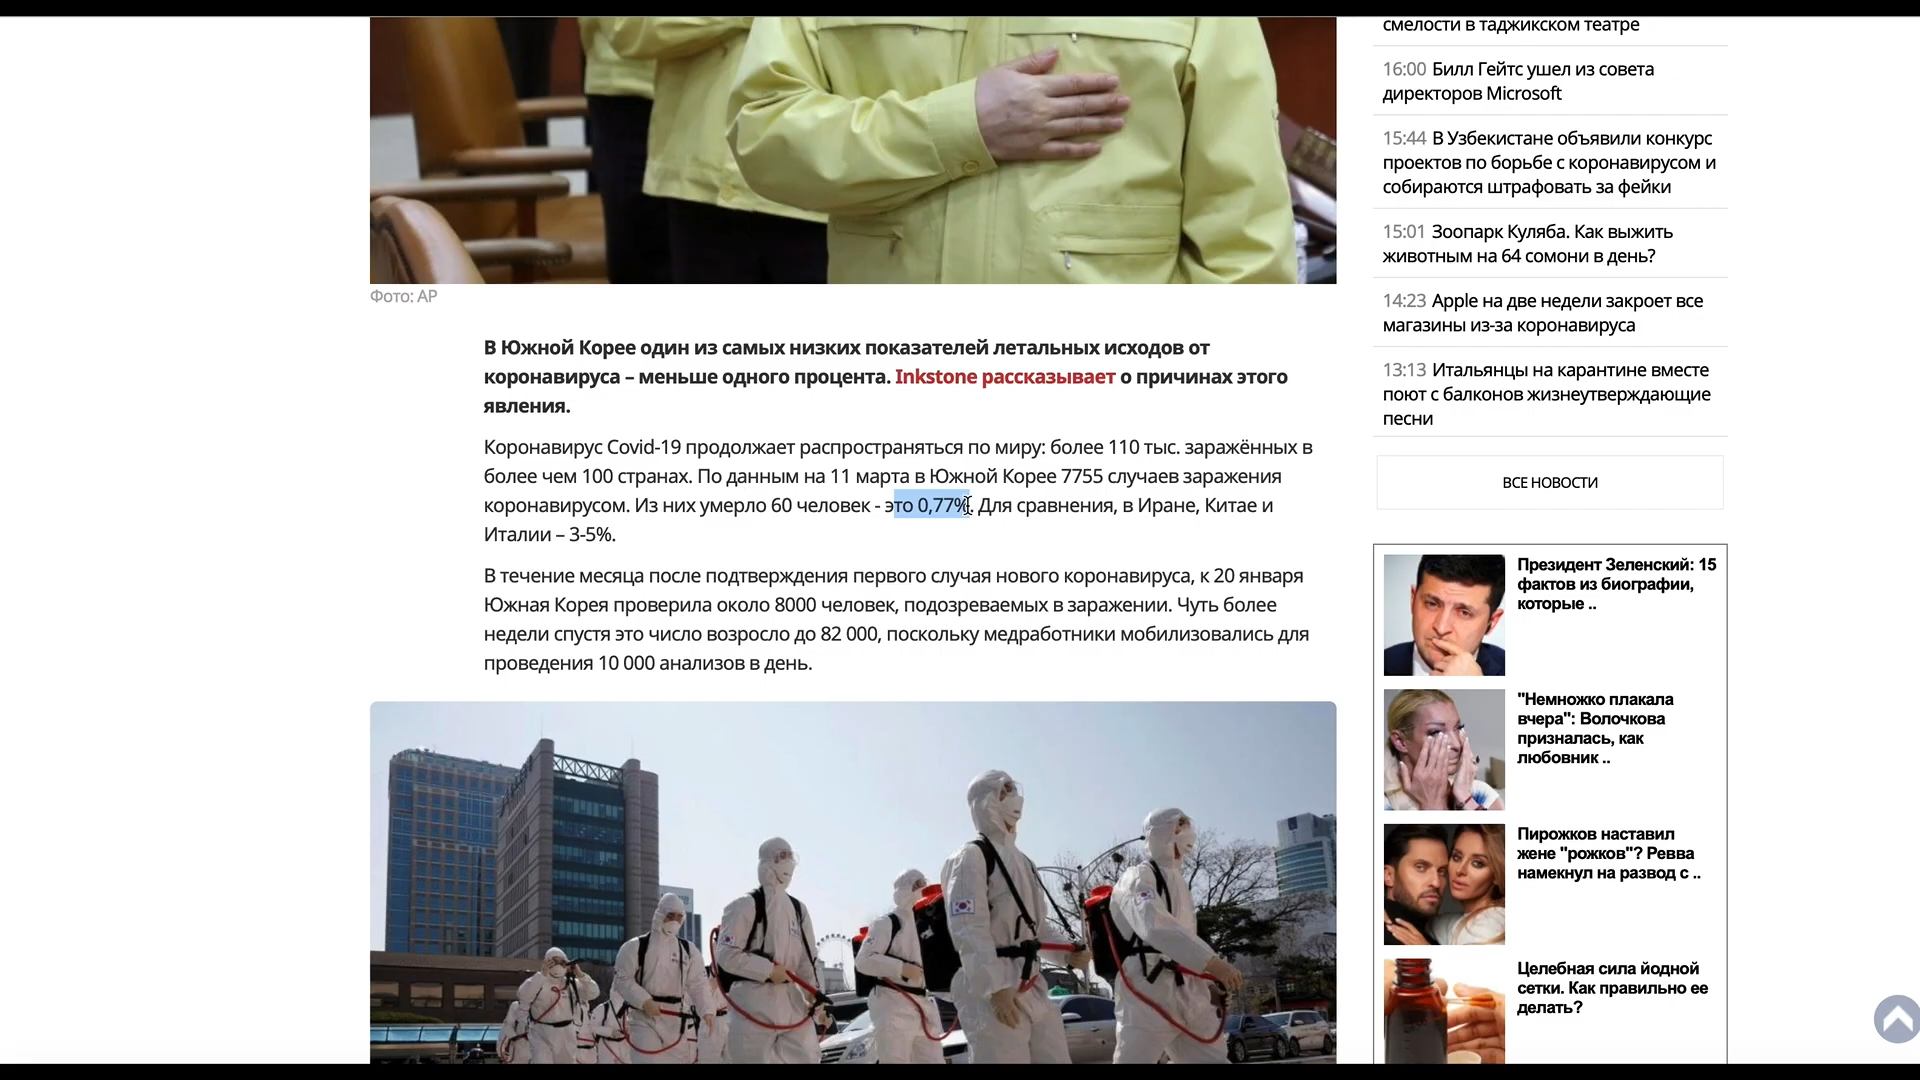 Фото: AP
В Южной Корее один из самых низких показателей летальных исходов от
коронавируса – меньше одного процента. Inkstone рассказывает о причинах этого
явления.
Коронавирус Covid-19 продолжает распространяться по миру: более 110 тыс. заражённых в
более чем 100 странах. По данным на 11 марта в Южной Корее 7755 случаев заражения
коронавирусом. Из них умерло 60 человек - это 0,77%. Для сравнения, в Иране, Китае и
Италии – 3-5%.
В течение месяца после подтверждения первого случая нового коронавируса, к 20 января
Южная Корея проверила около 8000 человек, подозреваемых в заражении. Чуть более
недели спустя это число возросло до 82 000, поскольку медработники мобилизовались для
проведения 10 000 анализов в день.
смелости в таджикском театре
16:00 Билл Гейтс ушел из совета
директоров Microsoft
15:44 В Узбекистане объявили конкурс
проектов по борьбе с коронавирусом и
собираются штрафовать за фейки
15:01 Зоопарк Куляба. Как выжить
животным на 64 сомони в день?
14:23 Apple на две недели закроет все
магазины из-за коронавируса
13:13 Итальянцы на карантине вместе
поют с балконов жизнеутверждающие
песни
ВСЕ НОВОСТИ
Президент Зеленский: 15
фактов из биографии,
которые ..
"Немножко плакала
вчера": Волочкова
призналась, как
любовник ..
Пирожков наставил
жене "рожков"? Ревва
намекнул на развод с ..
Целебная сила йодной
сетки. Как правильно ее
делать?